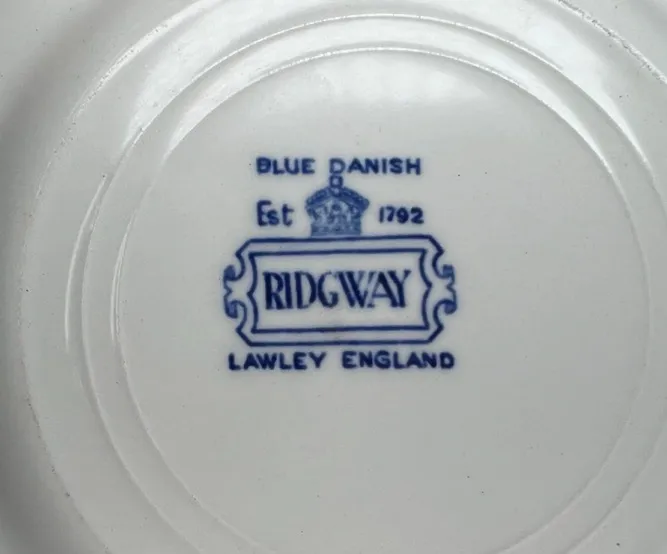 BLUE DANISH
Est 1792
RIDGWAY
LAWLEY ENGLAND